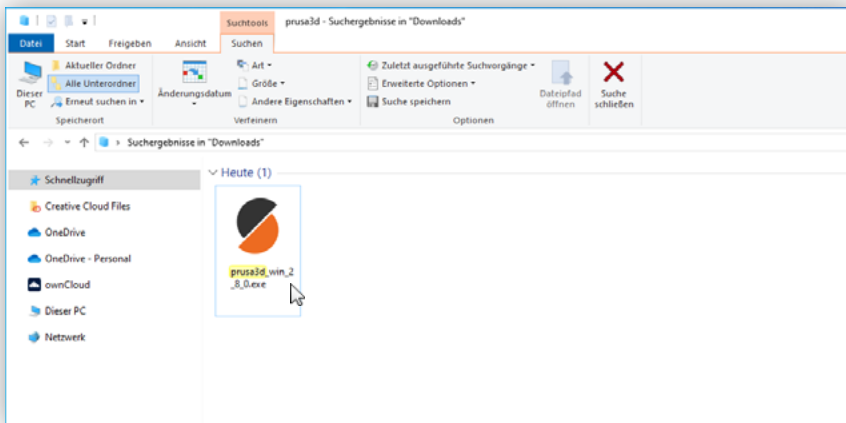 Suchtools
prusa3d - Suchergebnisse in "Downloads"
Datei
Start
Freigeben
Ansicht
Suchen
Dieser
PC
Aktueller Ordner
Alle Unterordner
Erneut suchen in
Speicherort
Änderungsdatum
Art
Größe
Andere Eigenschaften
Verfeinern
Zuletzt ausgeführte Suchvorgänge
Erweiterte Optionen
Suche speichern
Dateipfad
öffnen
Optionen
Suche
schließen
Suchergebnisse in "Downloads"
Schnellzugriff
Creative Cloud Files
OneDrive
OneDrive - Personal
ownCloud
Dieser PC
Netzwerk
Heute (1)
prusa3d_win_2
_8_0.exe